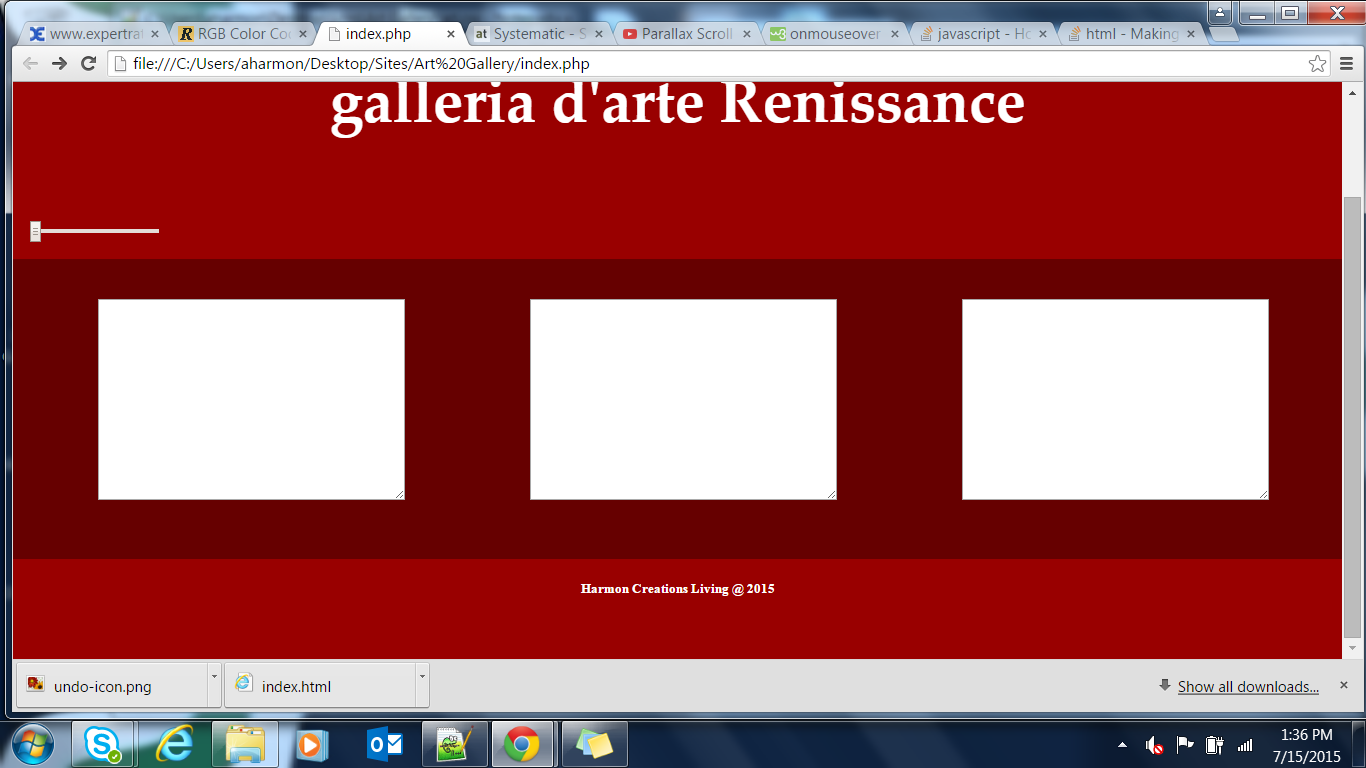 www.expertrat
RGB Color Co
index.php
Systematic - S
Parallax Scroll
onmouseover
javascript - Ho
html - Making
file:///C:/Users/aharmon/Desktop/Sites/Art%20Gallery/index.php
galleria d'arte Renissance
Harmon Creations Living @ 2015
undo-icon.png
index.html
Show all downloads...
1:36 PM
7/15/2015